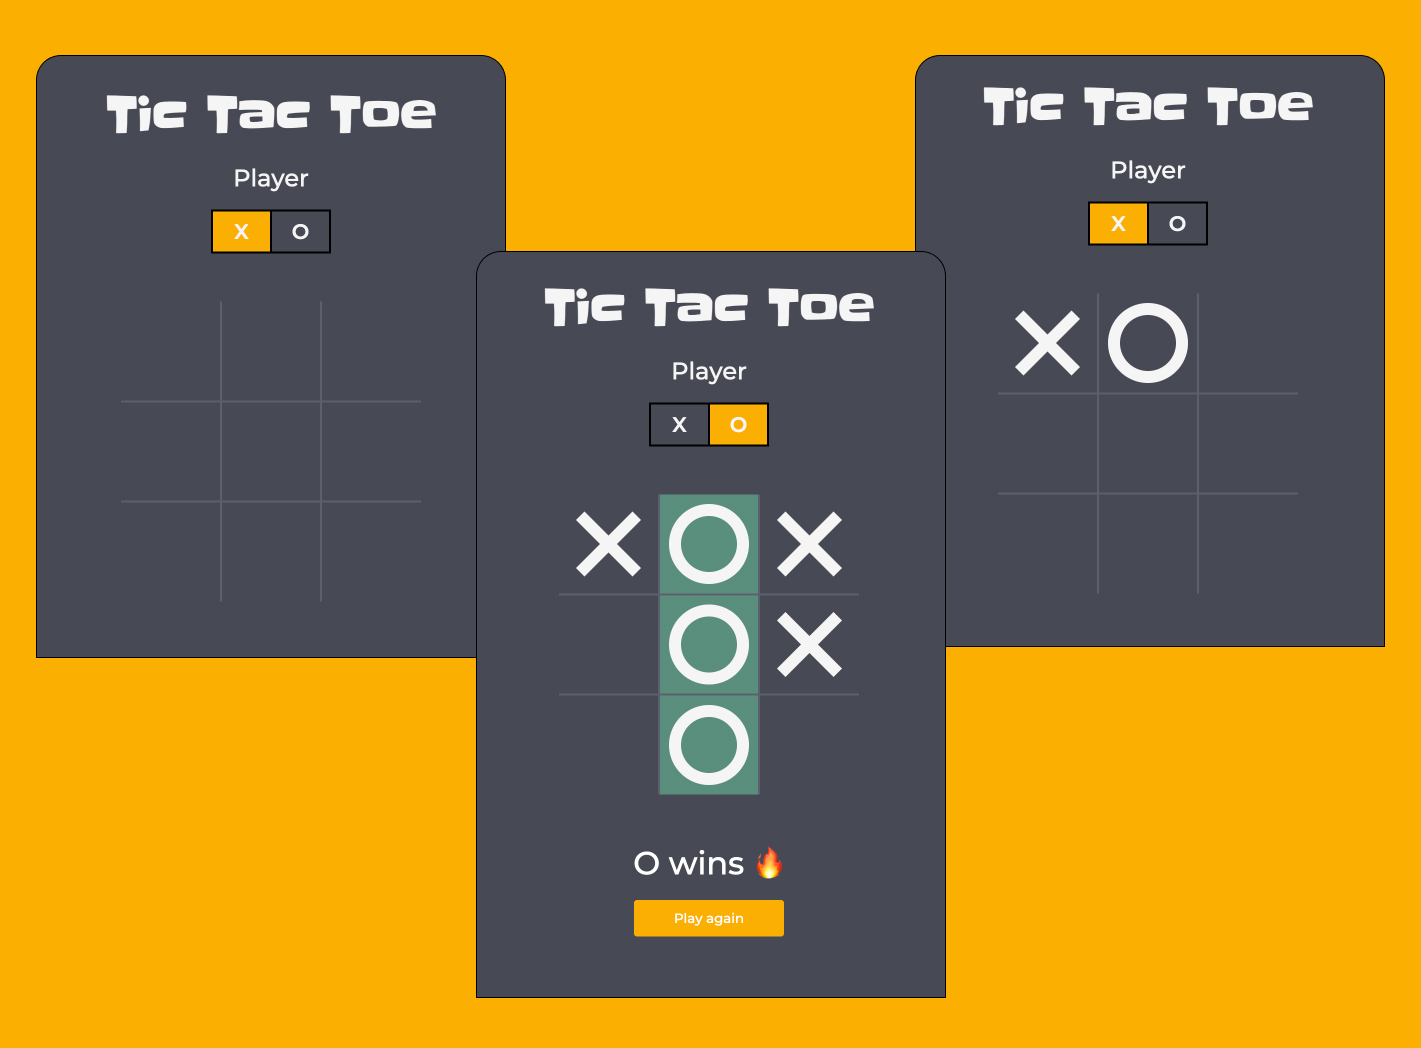 Tic Tac Toe
Player
X O
Tic Tac Toe
Player
X O
X O X
O X
O
O wins 🔥
Play again
Tic Tac Toe
Player
X O
X O